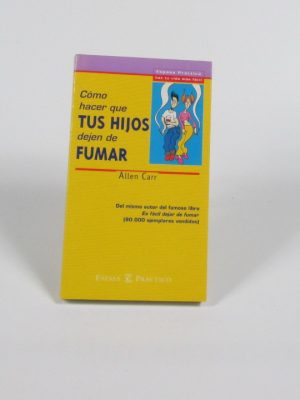 Espasa Práctico,
haz tu vida más fácil
Cómo
hacer que
TUS HIJOS
dejen de
FUMAR
Allen Carr
Del mismo autor del famoso libro
Es fácil dejar de fumar
(80.000 ejemplares vendidos)
ESPASA PRÁCTICO